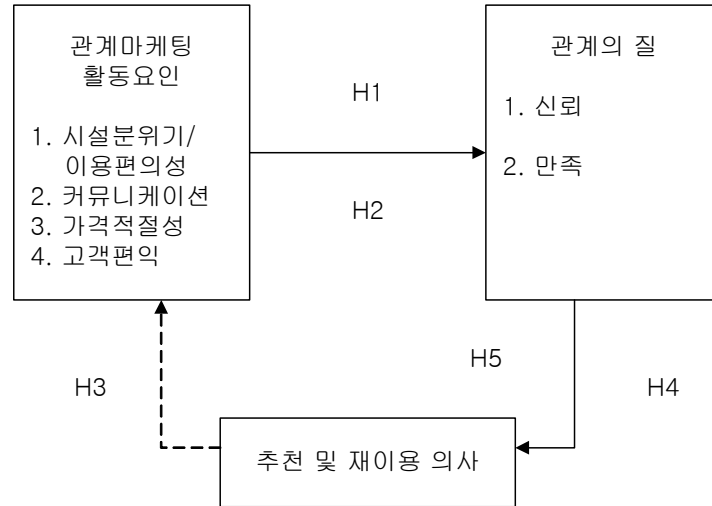 관계마케팅
활동요인
1. 시설분위기/
이용편의성
2. 커뮤니케이션
3. 가격적절성
4. 고객편익
H1
H2
관계의 질
1. 신뢰
2. 만족
H3
H5
H4
추천 및 재이용 의사